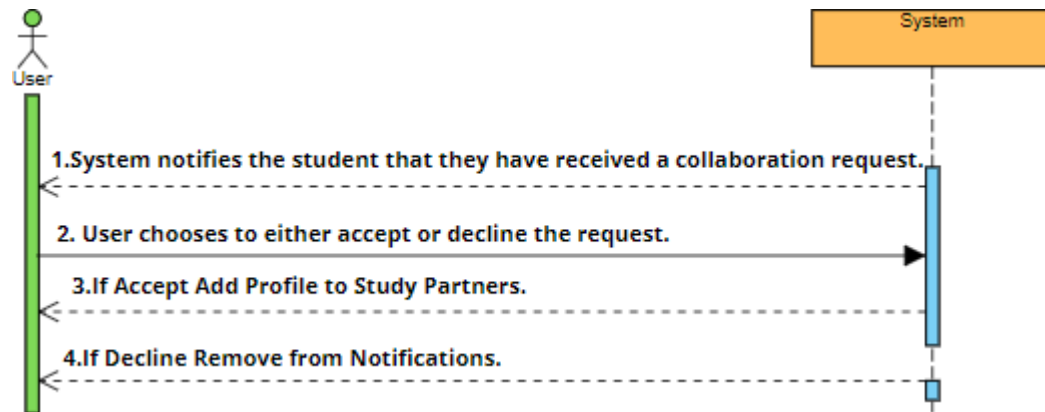 System
User
1.System notifies the student that they have received a collaboration request.
2. User chooses to either accept or decline the request.
3.If Accept Add Profile to Study Partners.
4.If Decline Remove from Notifications.